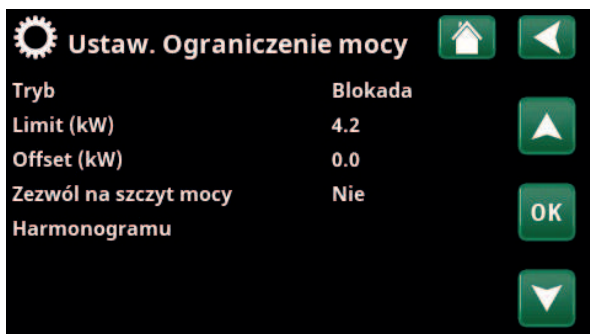 Ustaw. Ograniczenie mocy
Tryb Blokada
Limit (kW) 4.2
Offset (kW) 0.0
Zezwól na szczyt mocy Nie
Harmonogramu
OK